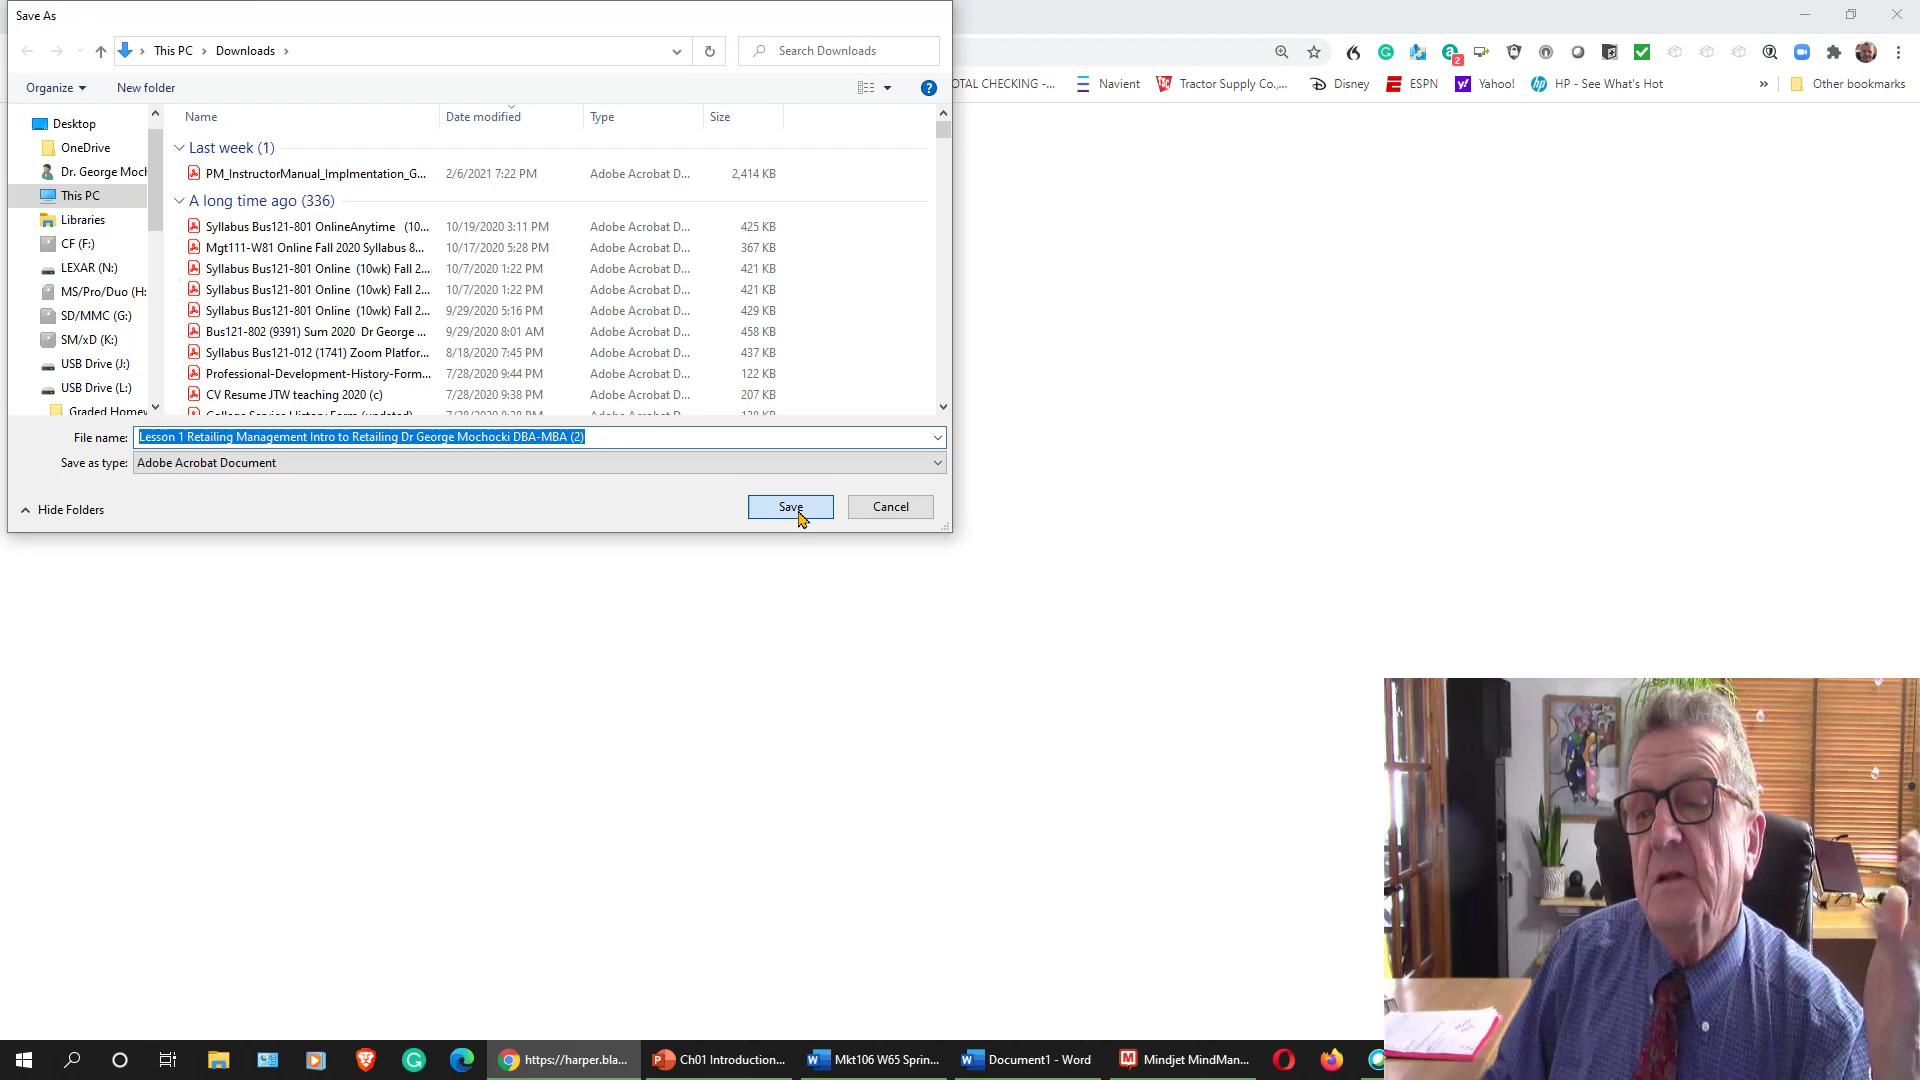 Save As
This PC
Downloads
Search Downloads
Organize
New folder
OTAL CHECKING -...
Navient
Tractor Supply Co.,...
Disney
ESPN
Yahoo!
HP - See What's Hot
»
Other bookmarks
2
Name
Date modified
Type
Size
Desktop
OneDrive
Dr. George Moch
This PC
Libraries
CF (F:)
LEXAR (N:)
MS/Pro/Duo (H:
SD/MMC (G:)
SM/xD (K:)
USB Drive (J:)
USB Drive (L:)
Graded Homew
Last week (1)
PM_InstructorManual_Implmentation_G... 2/6/2021 7:22 PM Adobe Acrobat D... 2,414 KB
A long time ago (336)
Syllabus Bus121-801 OnlineAnytime (10... 10/19/2020 3:11 PM Adobe Acrobat D... 425 KB
Mgt111-W81 Online Fall 2020 Syllabus 8... 10/17/2020 5:28 PM Adobe Acrobat D... 367 KB
Syllabus Bus121-801 Online (10wk) Fall 2... 10/7/2020 1:22 PM Adobe Acrobat D... 421 KB
Syllabus Bus121-801 Online (10wk) Fall 2... 10/7/2020 1:22 PM Adobe Acrobat D... 421 KB
Syllabus Bus121-801 Online (10wk) Fall 2... 9/29/2020 5:16 PM Adobe Acrobat D... 429 KB
Bus121-802 (9391) Sum 2020 Dr George ... 9/29/2020 8:01 AM Adobe Acrobat D... 458 KB
Syllabus Bus121-012 (1741) Zoom Platfor... 8/18/2020 7:45 PM Adobe Acrobat D... 437 KB
Professional-Development-History-Form... 7/28/2020 9:44 PM Adobe Acrobat D... 122 KB
CV Resume JTW teaching 2020 (c) 7/28/2020 9:38 PM Adobe Acrobat D... 207 KB
File name: Lesson 1 Retailing Management Intro to Retailing Dr George Mochocki DBA-MBA (2)
Save as type: Adobe Acrobat Document
Hide Folders
Save
Cancel
https://harper.bla...
Ch01 Introduction...
Mkt106 W65 Sprin...
Document1 - Word
Mindjet MindMan...